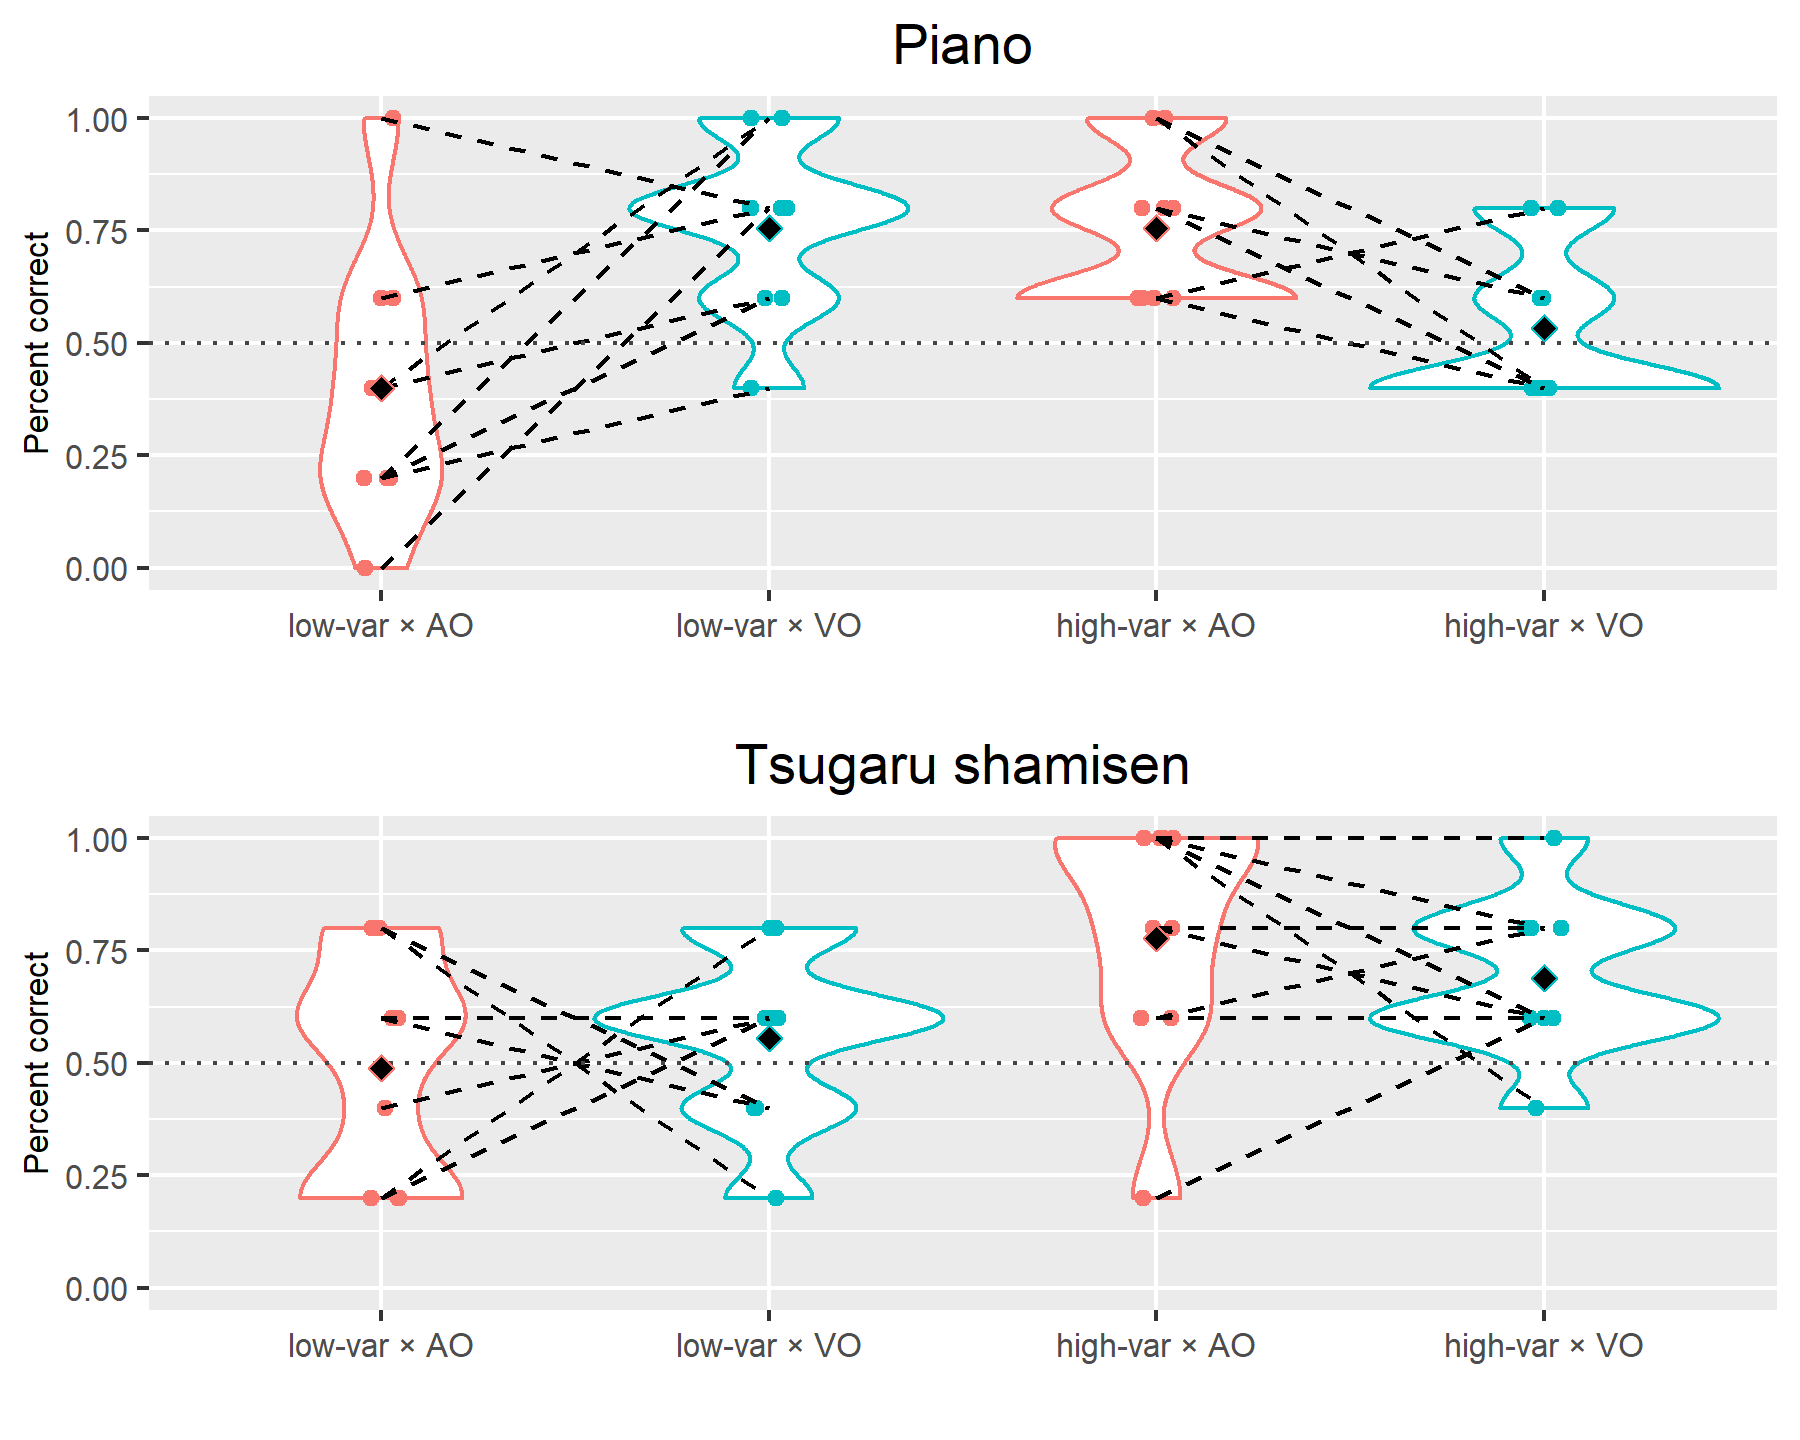 Piano
Percent correct
1.00
0.75
0.50
0.25
0.00
low-var × AO low-var × VO high-var × AO high-var × VO
Tsugaru shamisen
Percent correct
1.00
0.75
0.50
0.25
0.00
low-var × AO low-var × VO high-var × AO high-var × VO